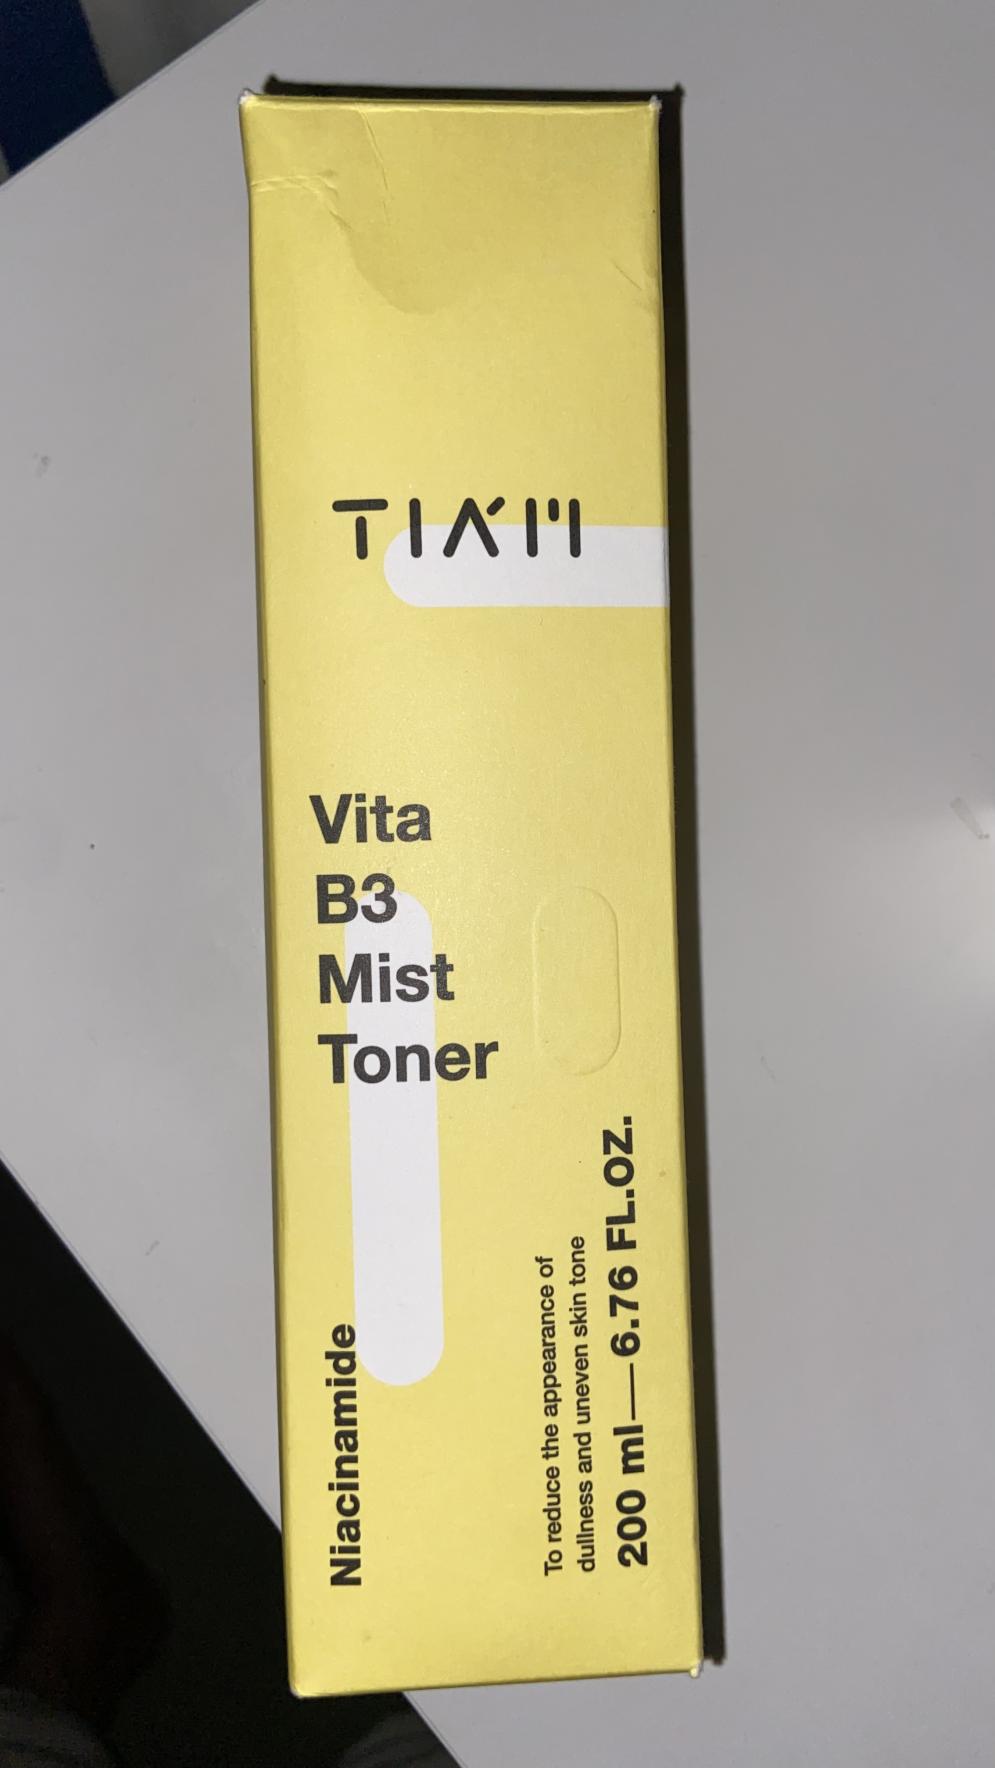 TIA'M
Vita
B3
Mist
Toner
Niacinamide
To reduce the appearance of
dullness and uneven skin tone
200 ml—6.76 FL.OZ.